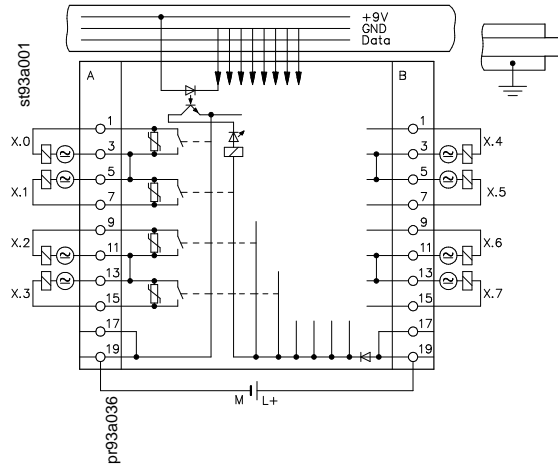 +9V
GND
Data
st93a001
A
B
1
3
5
7
9
11
13
15
17
19
X.0
X.1
X.2
X.3
1
3
5
7
9
11
13
15
17
19
X.4
X.5
X.6
X.7
M
L+
pr93a036